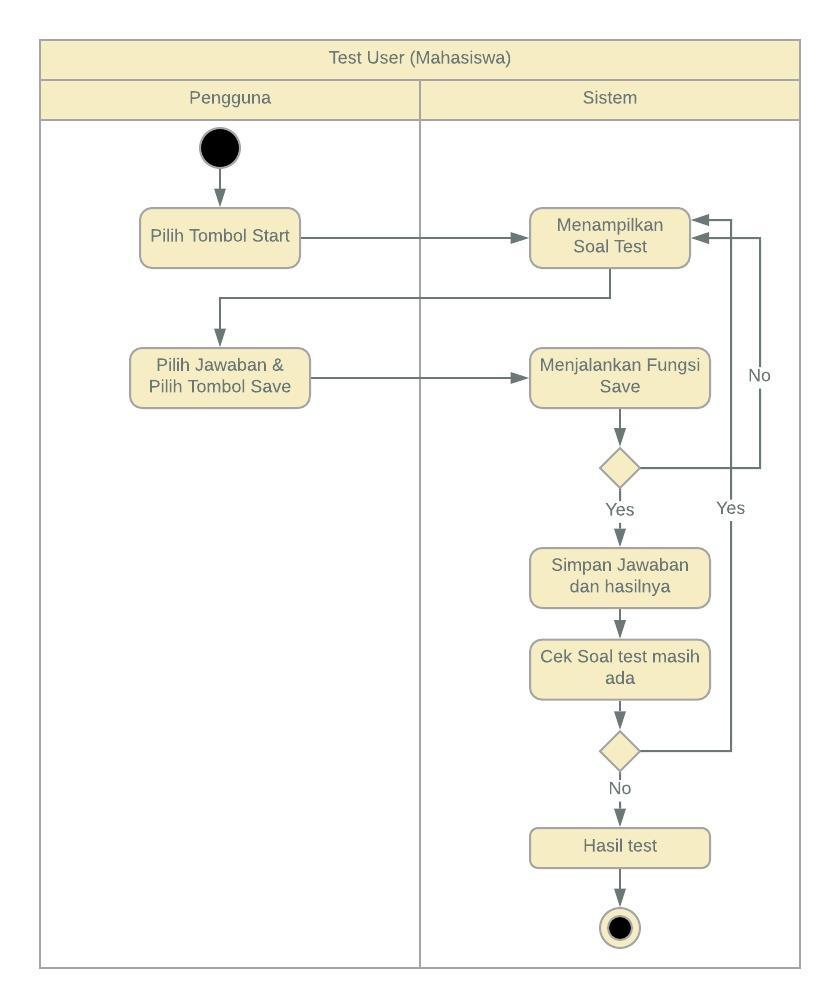 Test User (Mahasiswa)
Pengguna
Sistem
Pilih Tombol Start
Menampilkan
Soal Test
Pilih Jawaban &
Pilih Tombol Save
Menjalankan Fungsi
Save
No
Yes
Yes
Simpan Jawaban
dan hasilnya
Cek Soal test masih
ada
No
Hasil test